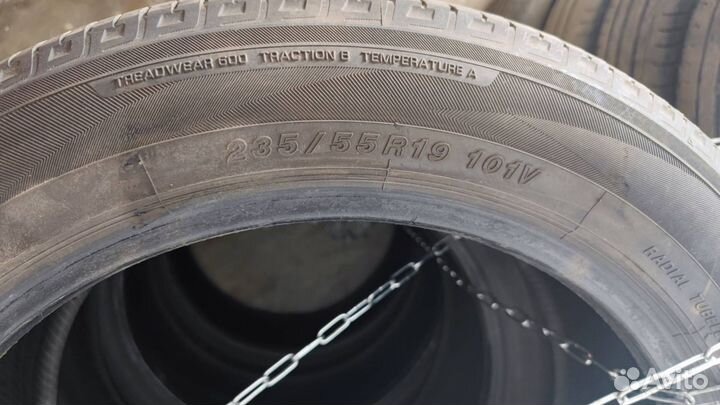 TREADWEAR 600 TRACTION B TEMPERATURE A
235/55R19 101V
RADIAL
Avito